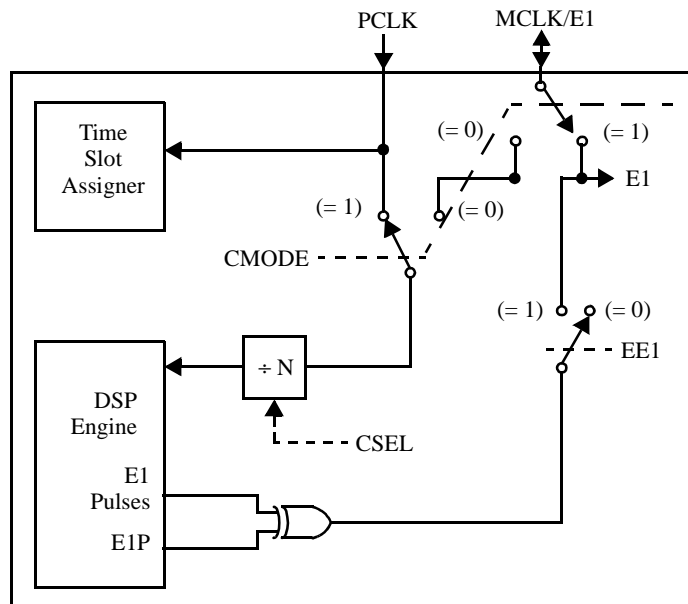 PCLK
MCLK/E1
Time
Slot
Assigner
(= 0)
(= 1)
E1
(= 1)
(= 0)
CMODE
(= 1)
(= 0)
EE1
÷ N
DSP
Engine
CSEL
E1
Pulses
E1P